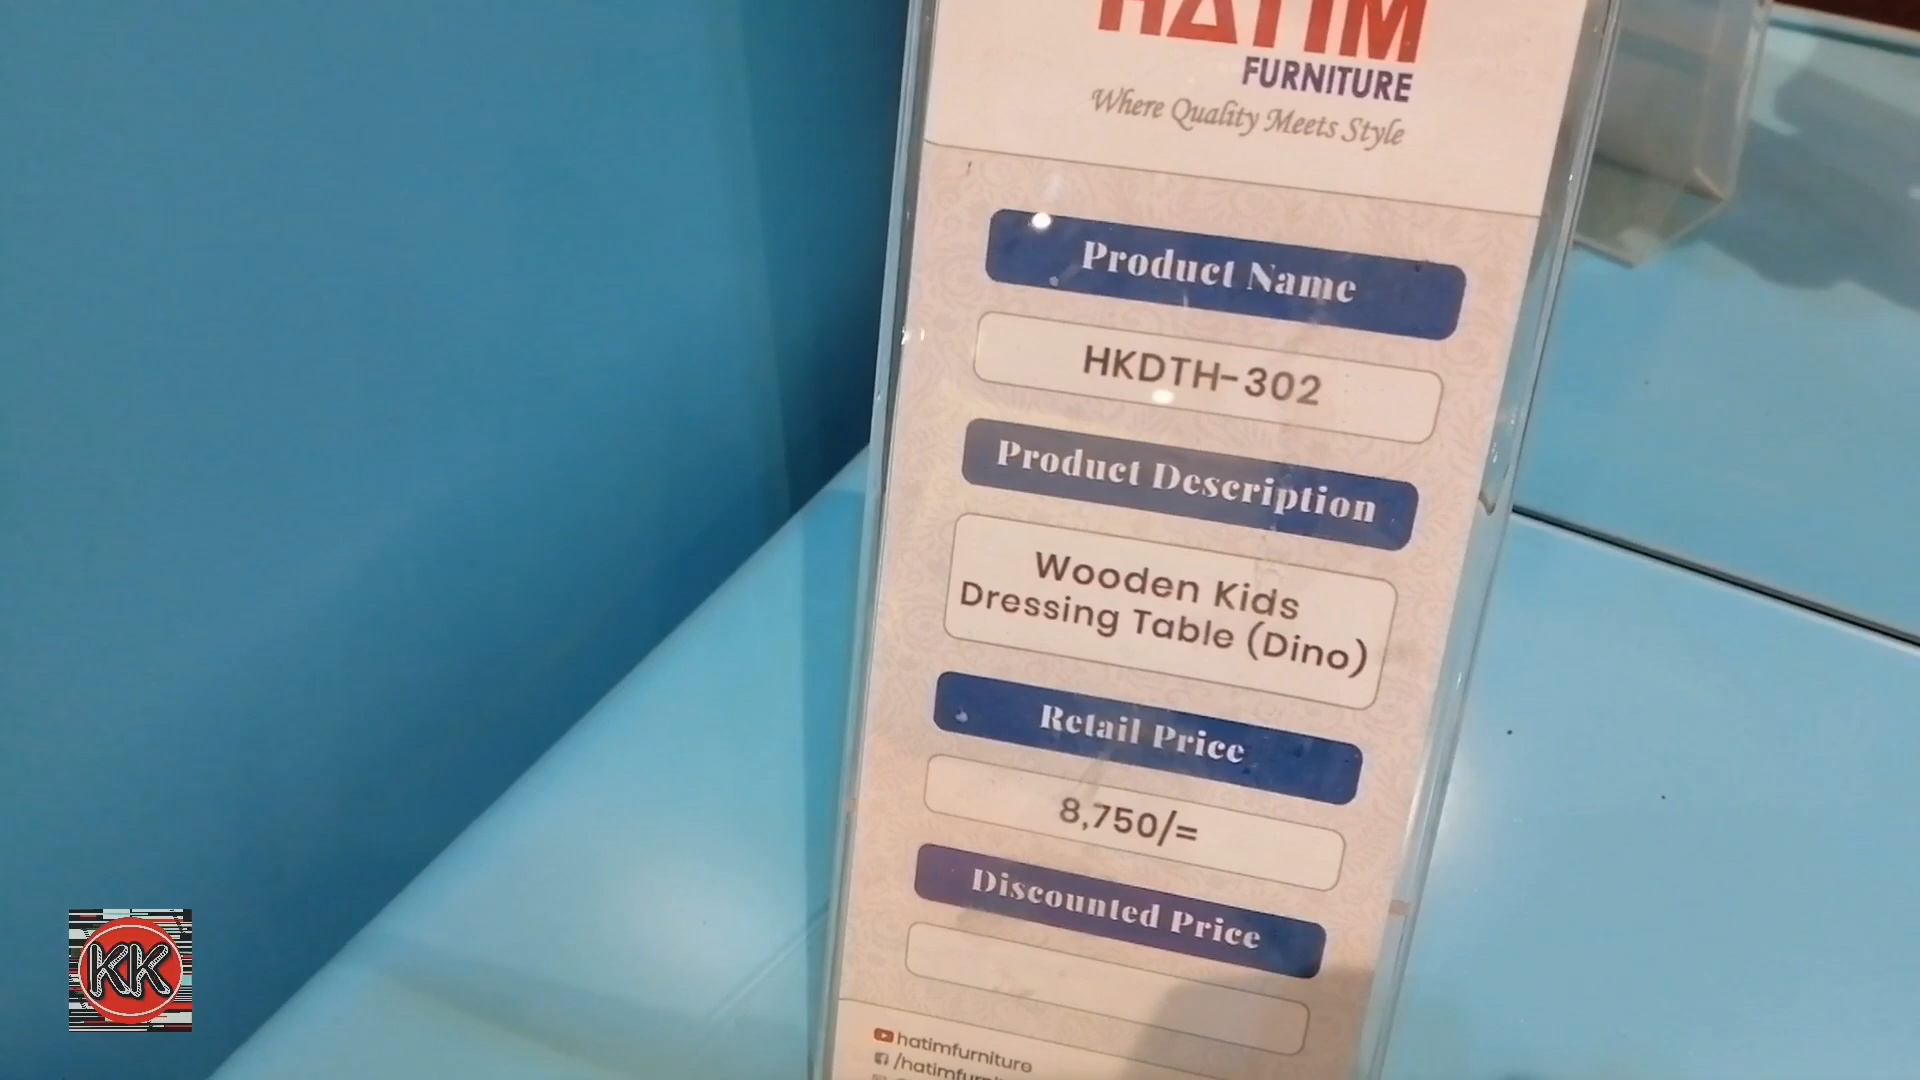 HATIM
FURNITURE
Where Quality Meets Style
Product Name
HKDTH-302
Product Description
Wooden Kids
Dressing Table (Dino)
Retail Price
8,750/=
Discounted Price
hatimfurniture
KK